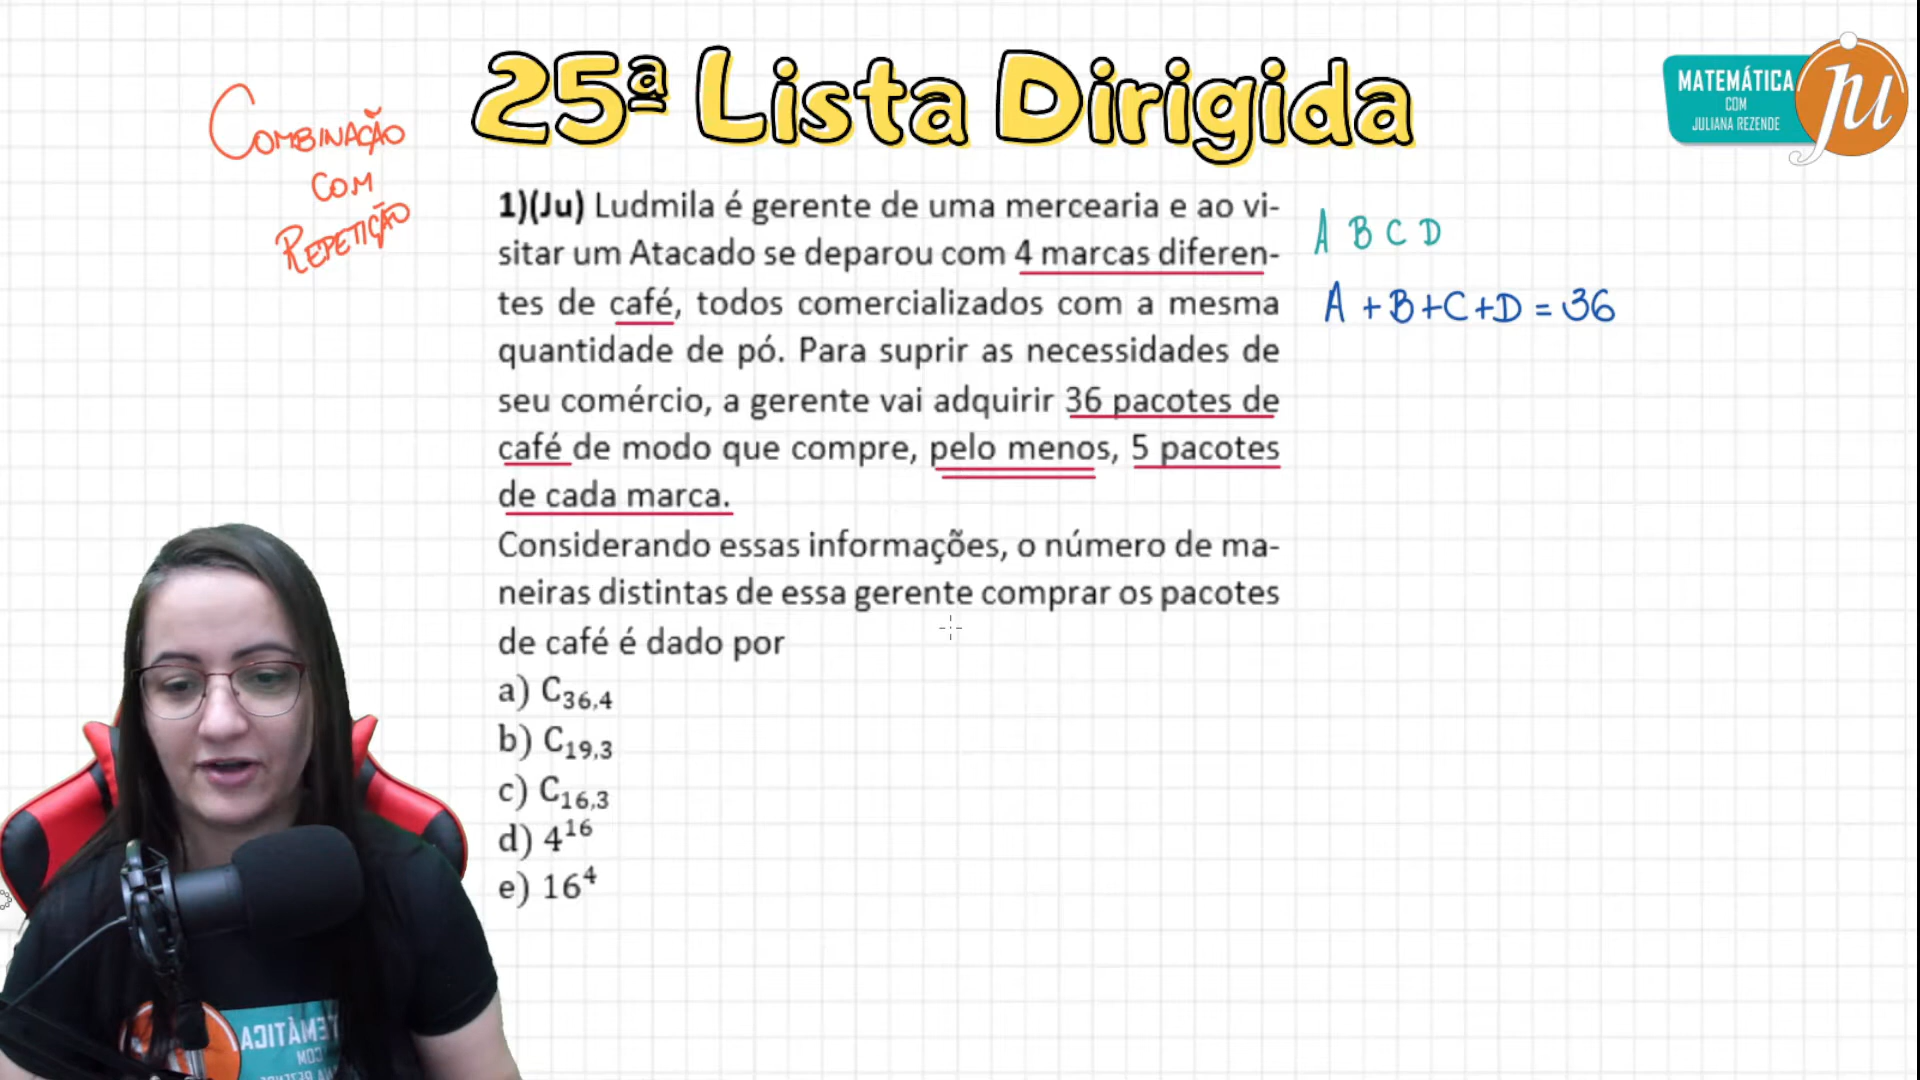 25ª Lista Dirigida
COMBINAÇÃO
COM
REPETIÇÃO
MATEMÁTICA
COM
JULIANA REZENDE
ju
1)(Ju) Ludmila é gerente de uma mercearia e ao vi-
sitar um Atacado se deparou com 4 marcas diferen-
tes de café, todos comercializados com a mesma
quantidade de pó. Para suprir as necessidades de
seu comércio, a gerente vai adquirir 36 pacotes de
café de modo que compre, pelo menos, 5 pacotes
de cada marca.
Considerando essas informações, o número de ma-
neiras distintas de essa gerente comprar os pacotes
de café é dado por
a) C₃₆,₄
b) C₁₉,₃
c) C₁₆,₃
d) 4¹⁶
e) 16⁴
A B C D
A + B + C + D = 36